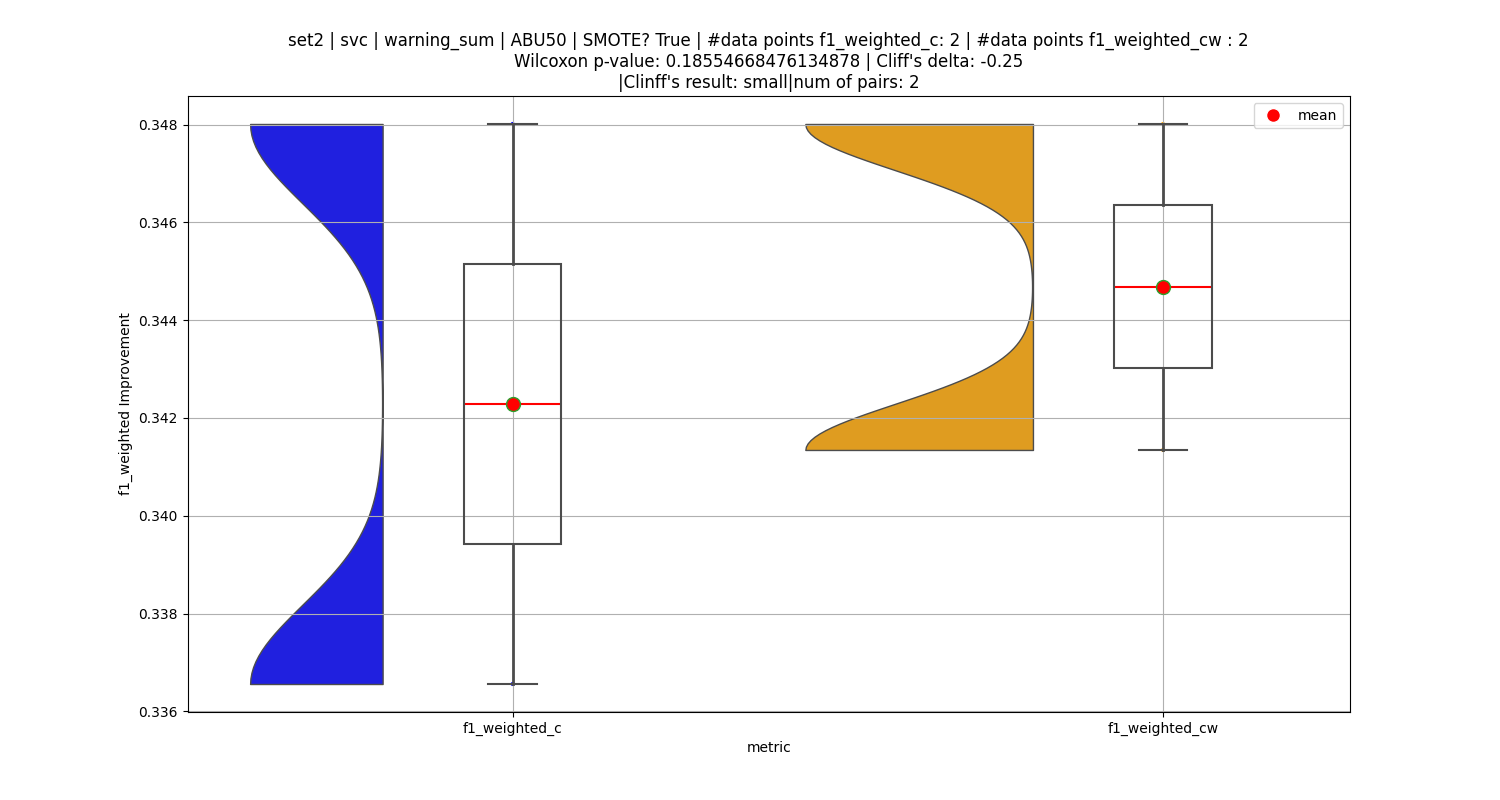 set2 | svc | warning_sum | ABU50 | SMOTE? True | #data points f1_weighted_c: 2 | #data points f1_weighted_cw : 2
Wilcoxon p-value: 0.18554668476134878 | Cliff's delta: -0.25
|Clinff's result: small|num of pairs: 2
mean
0.348
0.346
0.344
0.342
0.340
0.338
0.336
f1_weighted Improvement
f1_weighted_c
f1_weighted_cw
metric